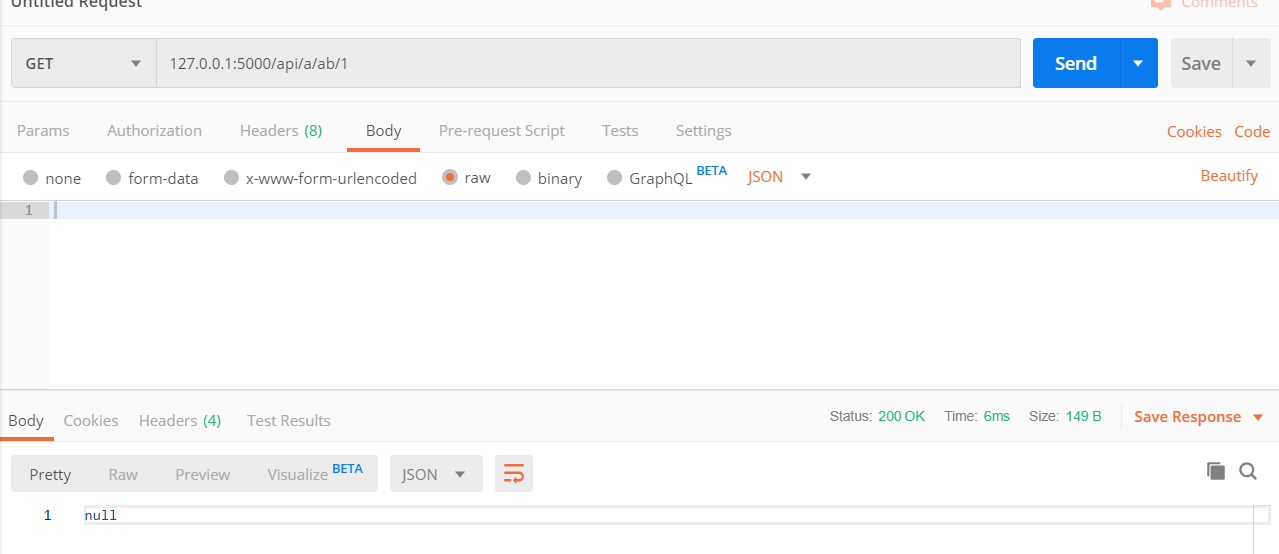 Untitled Request
Comments
GET 127.0.0.1:5000/api/a/ab/1 Send Save
Params Authorization Headers (8) Body Pre-request Script Tests Settings Cookies Code
none form-data x-www-form-urlencoded raw binary GraphQL BETA JSON Beautify
1
Body Cookies Headers (4) Test Results Status: 200 OK Time: 6ms Size: 149 B Save Response
Pretty Raw Preview Visualize BETA JSON
1 null